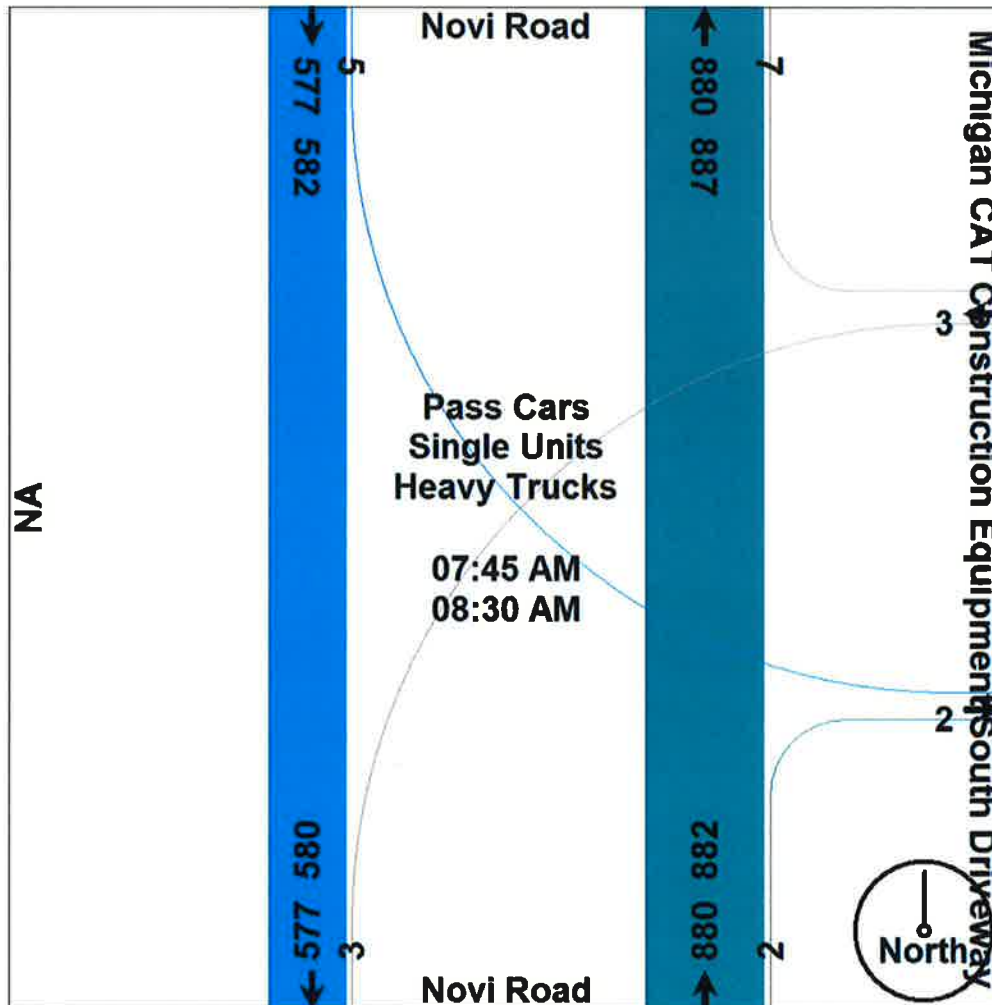 Novi Road
577 582
5
880 887
7
Michigan CAT Construction Equipment South Driveway
3
Pass Cars
Single Units
Heavy Trucks
NA
07:45 AM
08:30 AM
2
577 580
3
880 882
2
North
Novi Road